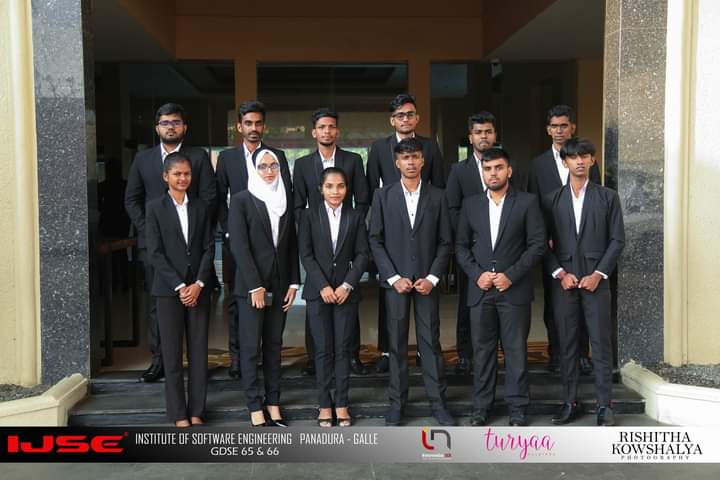 IJSE
INSTITUTE OF SOFTWARE ENGINEERING PANADURA - GALLE
GDSE 65 & 66
turyaa
RISHITHA
KOWSHALYA
PHOTOGRAPHY